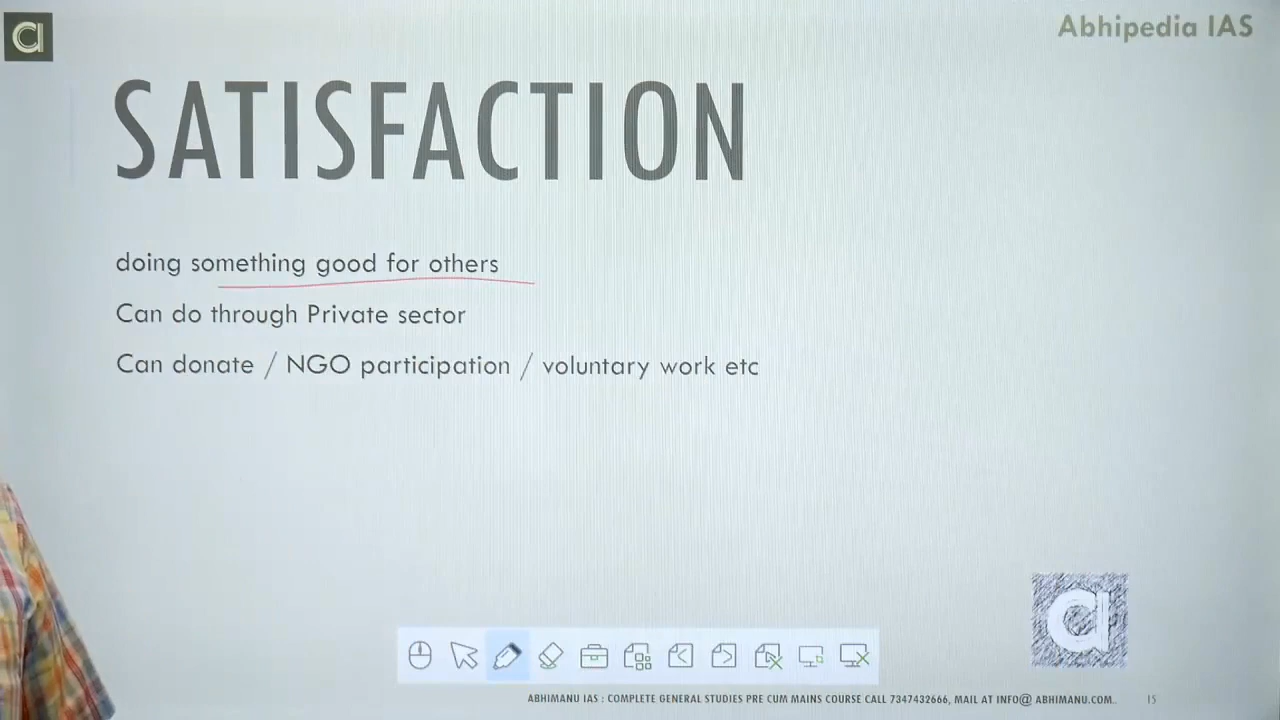 Abhipedia IAS
SATISFACTION
doing something good for others
Can do through Private sector
Can donate / NGO participation / voluntary work etc
ABHIMANU IAS : COMPLETE GENERAL STUDIES PRE CUM MAINS COURSE CALL 7347432666, MAIL AT INFO@ ABHIMANU.COM..
15